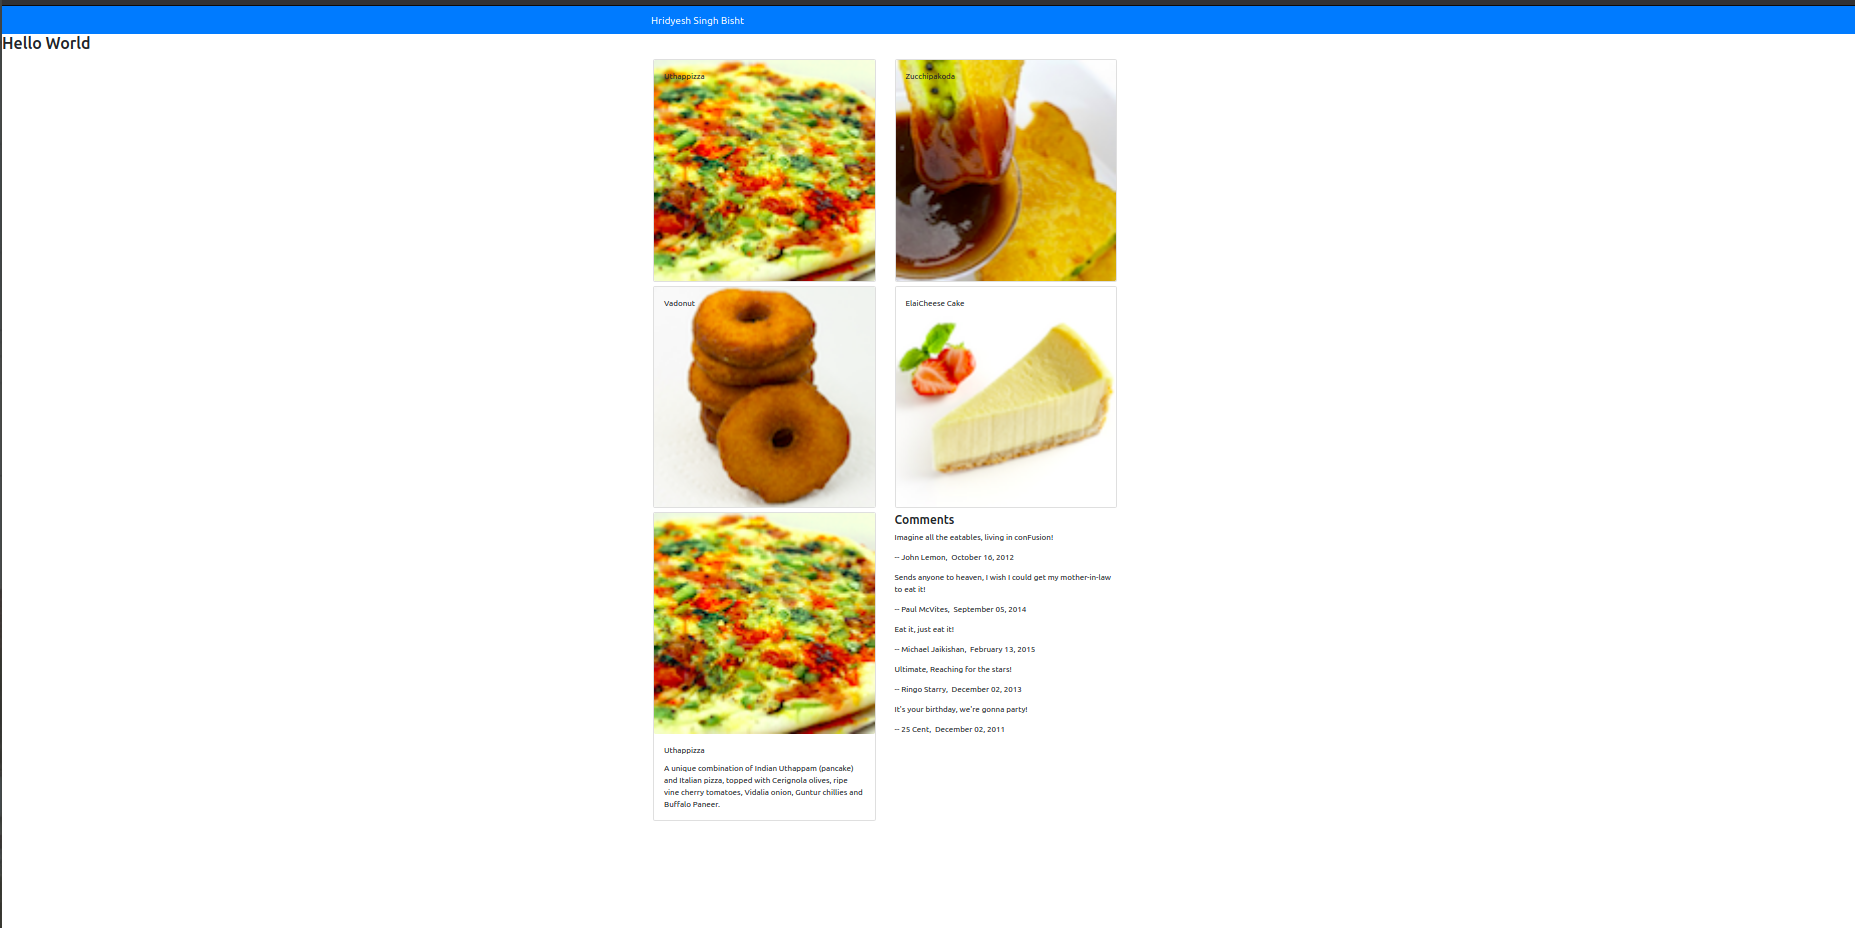 Hridyesh Singh Bisht
Hello World
Uthappizza
Zucchipakoda
Vadonut
ElaiCheese Cake
Uthappizza
A unique combination of Indian Uthappam (pancake)
and Italian pizza, topped with Cerignola olives, ripe
vine cherry tomatoes, Vidalia onion, Guntur chillies and
Buffalo Paneer.
Comments
Imagine all the eatables, living in conFusion!
-- John Lemon, October 16, 2012
Sends anyone to heaven, I wish I could get my mother-in-law
to eat it!
-- Paul McVites, September 05, 2014
Eat it, just eat it!
-- Michael Jaikishan, February 13, 2015
Ultimate, Reaching for the stars!
-- Ringo Starry, December 02, 2013
It's your birthday, we're gonna party!
-- 25 Cent, December 02, 2011